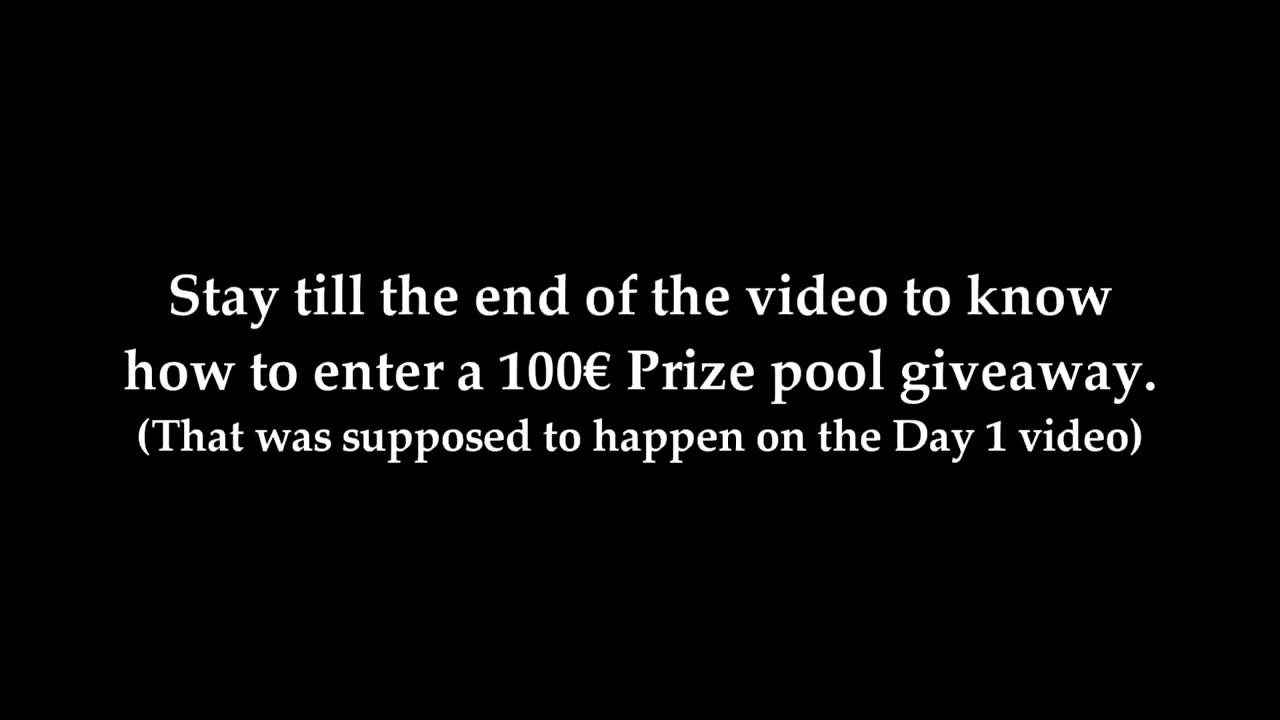 Stay till the end of the video to know
how to enter a 100€ Prize pool giveaway.
(That was supposed to happen on the Day 1 video)